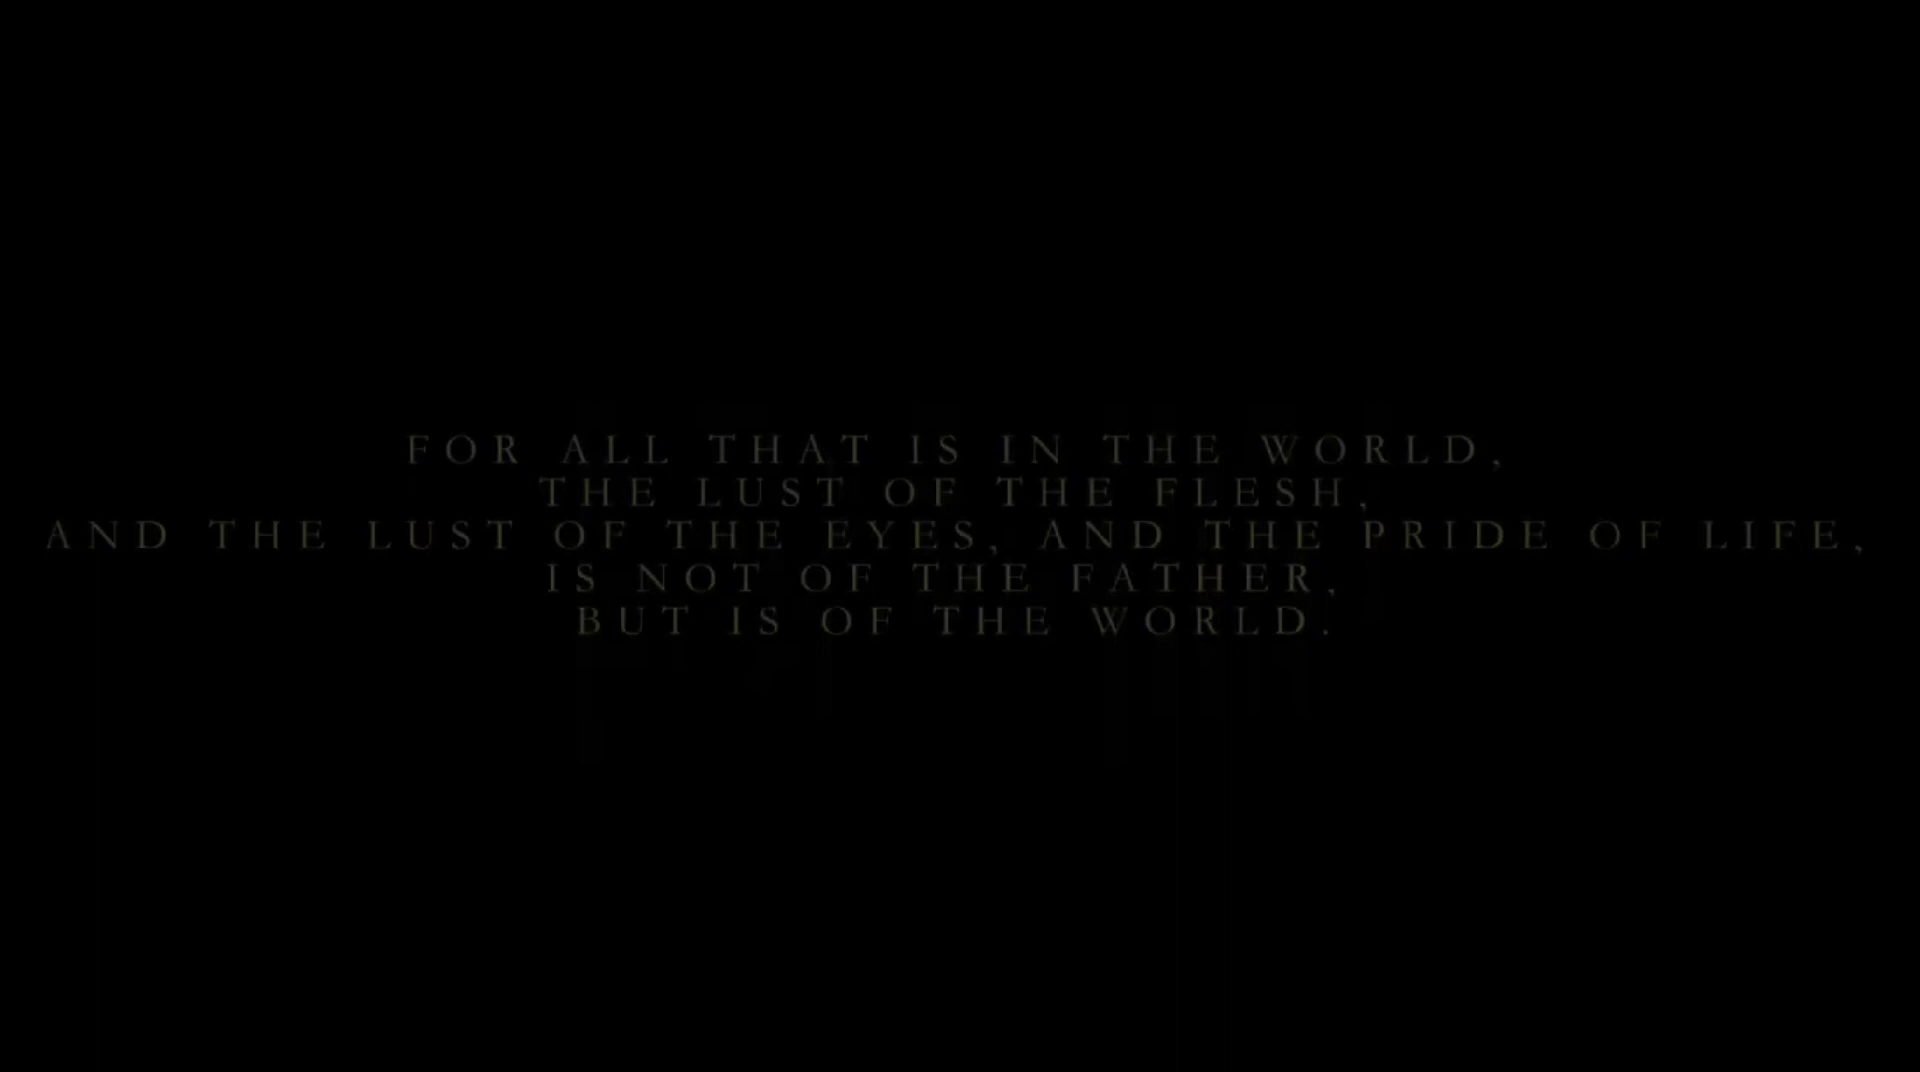 FOR ALL THAT IS IN THE WORLD,
THE LUST OF THE FLESH,
AND THE LUST OF THE EYES, AND THE PRIDE OF LIFE,
IS NOT OF THE FATHER,
BUT IS OF THE WORLD.